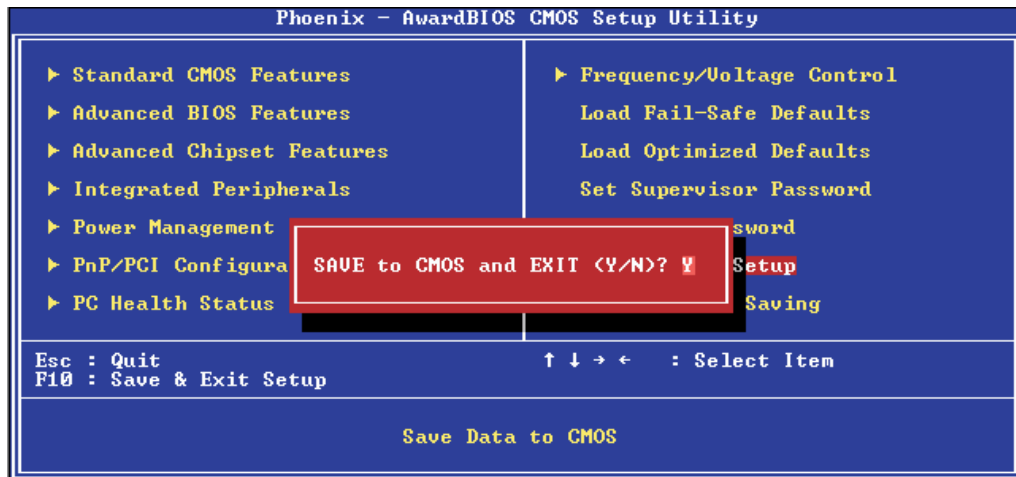 Phoenix - AwardBIOS CMOS Setup Utility
► Standard CMOS Features
► Advanced BIOS Features
► Advanced Chipset Features
► Integrated Peripherals
► Power Management
► PnP/PCI Configura
► PC Health Status
► Frequency/Voltage Control
Load Fail-Safe Defaults
Load Optimized Defaults
Set Supervisor Password
sword
Setup
Saving
SAVE to CMOS and EXIT (Y/N)? Y
Esc : Quit
F10 : Save & Exit Setup
↑ ↓ → ← : Select Item
Save Data to CMOS